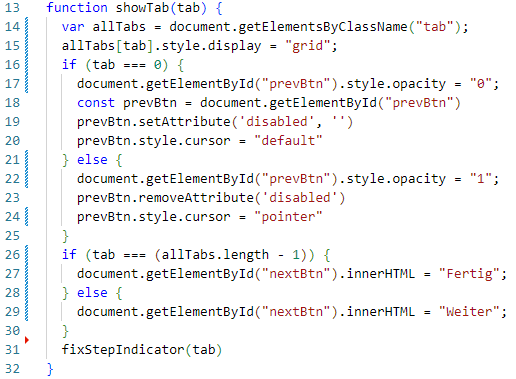 13 function showTab(tab) {
14 var allTabs = document.getElementsByClassName("tab");
15 allTabs[tab].style.display = "grid";
16 if (tab === 0) {
17 document.getElementById("prevBtn").style.opacity = "0";
18 const prevBtn = document.getElementById("prevBtn")
19 prevBtn.setAttribute('disabled', '')
20 prevBtn.style.cursor = "default"
21 } else {
22 document.getElementById("prevBtn").style.opacity = "1";
23 prevBtn.removeAttribute('disabled')
24 prevBtn.style.cursor = "pointer"
25 }
26 if (tab === (allTabs.length - 1)) {
27 document.getElementById("nextBtn").innerHTML = "Fertig";
28 } else {
29 document.getElementById("nextBtn").innerHTML = "Weiter";
30 }
31 fixStepIndicator(tab)
32 }